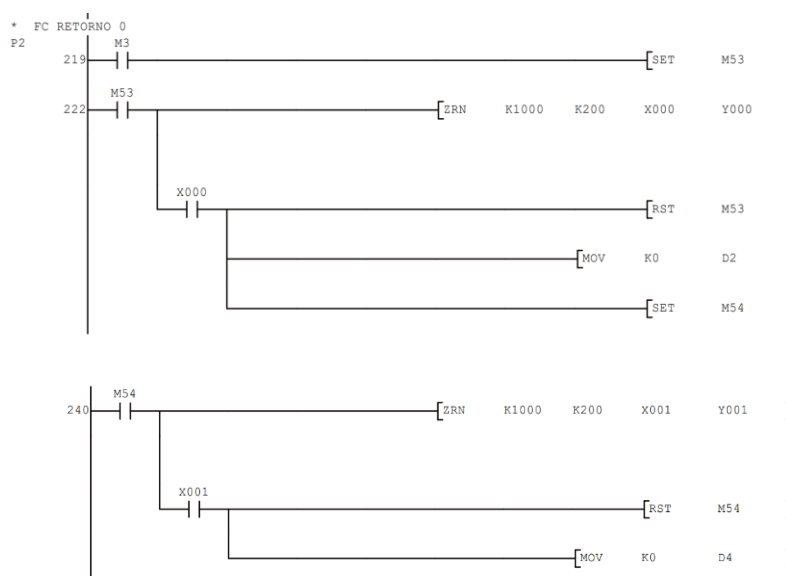 * FC RETORNO 0
P2
M3
219 SET M53
M53
222 ZRN K1000 K200 X000 Y000
X000
RST M53
MOV K0 D2
SET M54
M54
240 ZRN K1000 K200 X001 Y001
X001
RST M54
MOV K0 D4